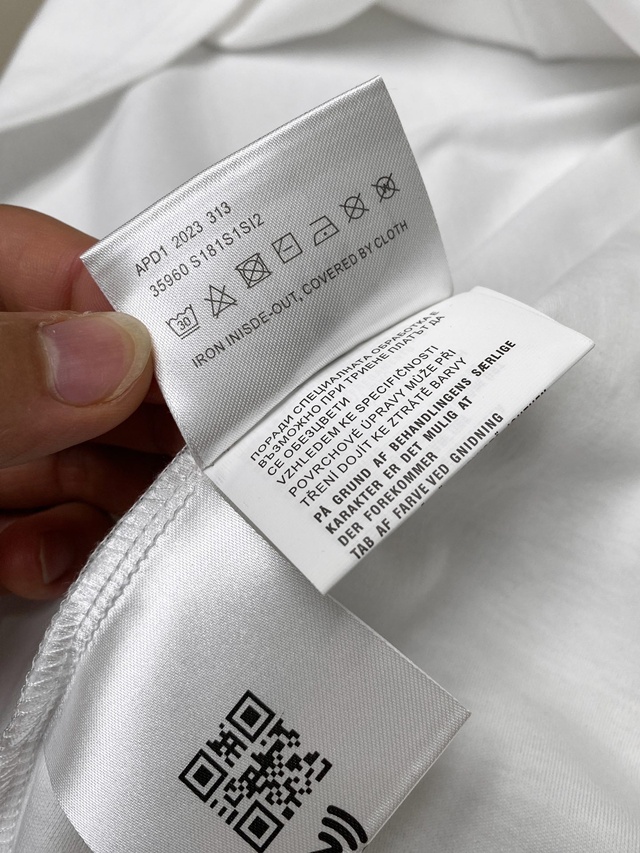 APD1 2023 313
35960 S181S1SI2
30
IRON INISDE-OUT, COVERED BY CLOTH
ПОРАДИ СПЕЦИАЛНАТА ОБРАБОТКА Е
ВЪЗМОЖНО ПРИ ТРИЕНЕ ПЛАТЪТ ДА
СЕ ОБЕЗЦВЕТИ
VZHLEDEM KE SPECIFIČNOSTI
POVRCHOVÉ ÚPRAVY MUŽE PŘI
TŘENÍ DOJÍT KE ZTRÁTĚ BARVY
PÅ GRUND AF BEHANDLINGENS SÆRLIGE
KARAKTER ER DET MULIG AT
DER FOREKOMMER
TAB AF FARVE VED GNIDNING